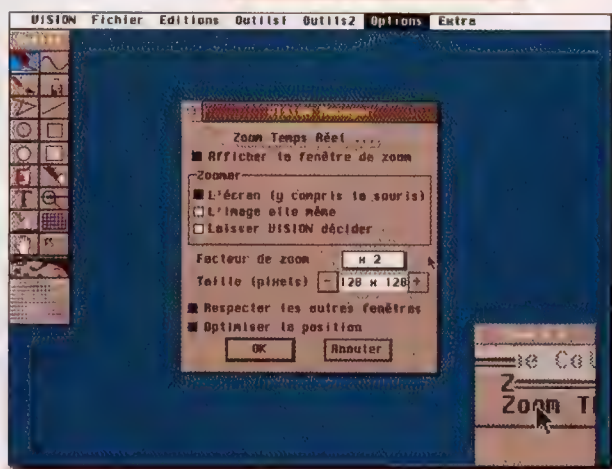 VISION Fichier Editions Outils1 Outils2 Options Extra
Zoom Temps Réel ...
Afficher la fenêtre de zoom
Zoomer
L'écran (y compris la souris)
L'image elle même
Laisser VISION décider
Facteur de zoom x 2
Taille (pixels) - 128 x 128 +
Respecter les autres fenêtres
Optimiser la position
OK Annuler
Z
Zoom T